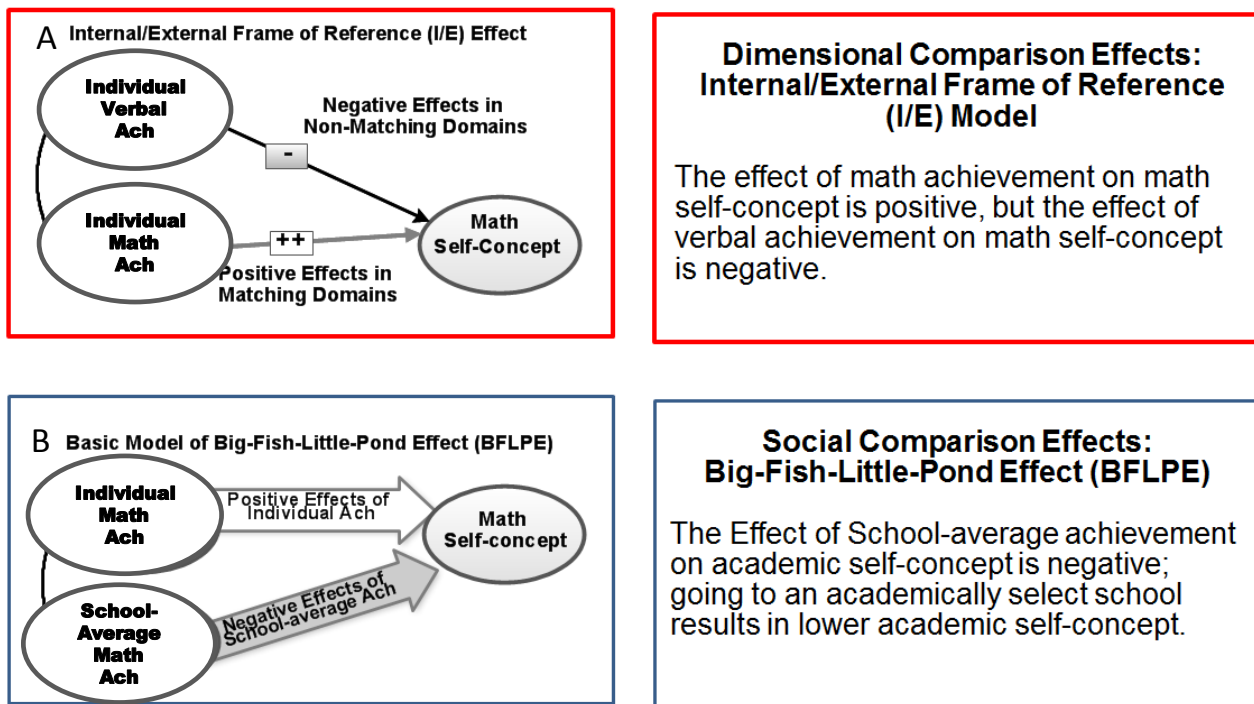 A Internal/External Frame of Reference (I/E) Effect
Individual
Verbal
Ach
Negative Effects in
Non-Matching Domains
-
Individual
Math
Ach
++
Positive Effects in
Matching Domains
Math
Self-Concept
Dimensional Comparison Effects:
Internal/External Frame of Reference
(I/E) Model
The effect of math achievement on math
self-concept is positive, but the effect of
verbal achievement on math self-concept
is negative.
B Basic Model of Big-Fish-Little-Pond Effect (BFLPE)
Individual
Math
Ach
Positive Effects of
Individual Ach
Math
Self-concept
School-
Average
Math
Ach
Negative Effects of
School-average Ach
Social Comparison Effects:
Big-Fish-Little-Pond Effect (BFLPE)
The Effect of School-average achievement
on academic self-concept is negative;
going to an academically select school
results in lower academic self-concept.